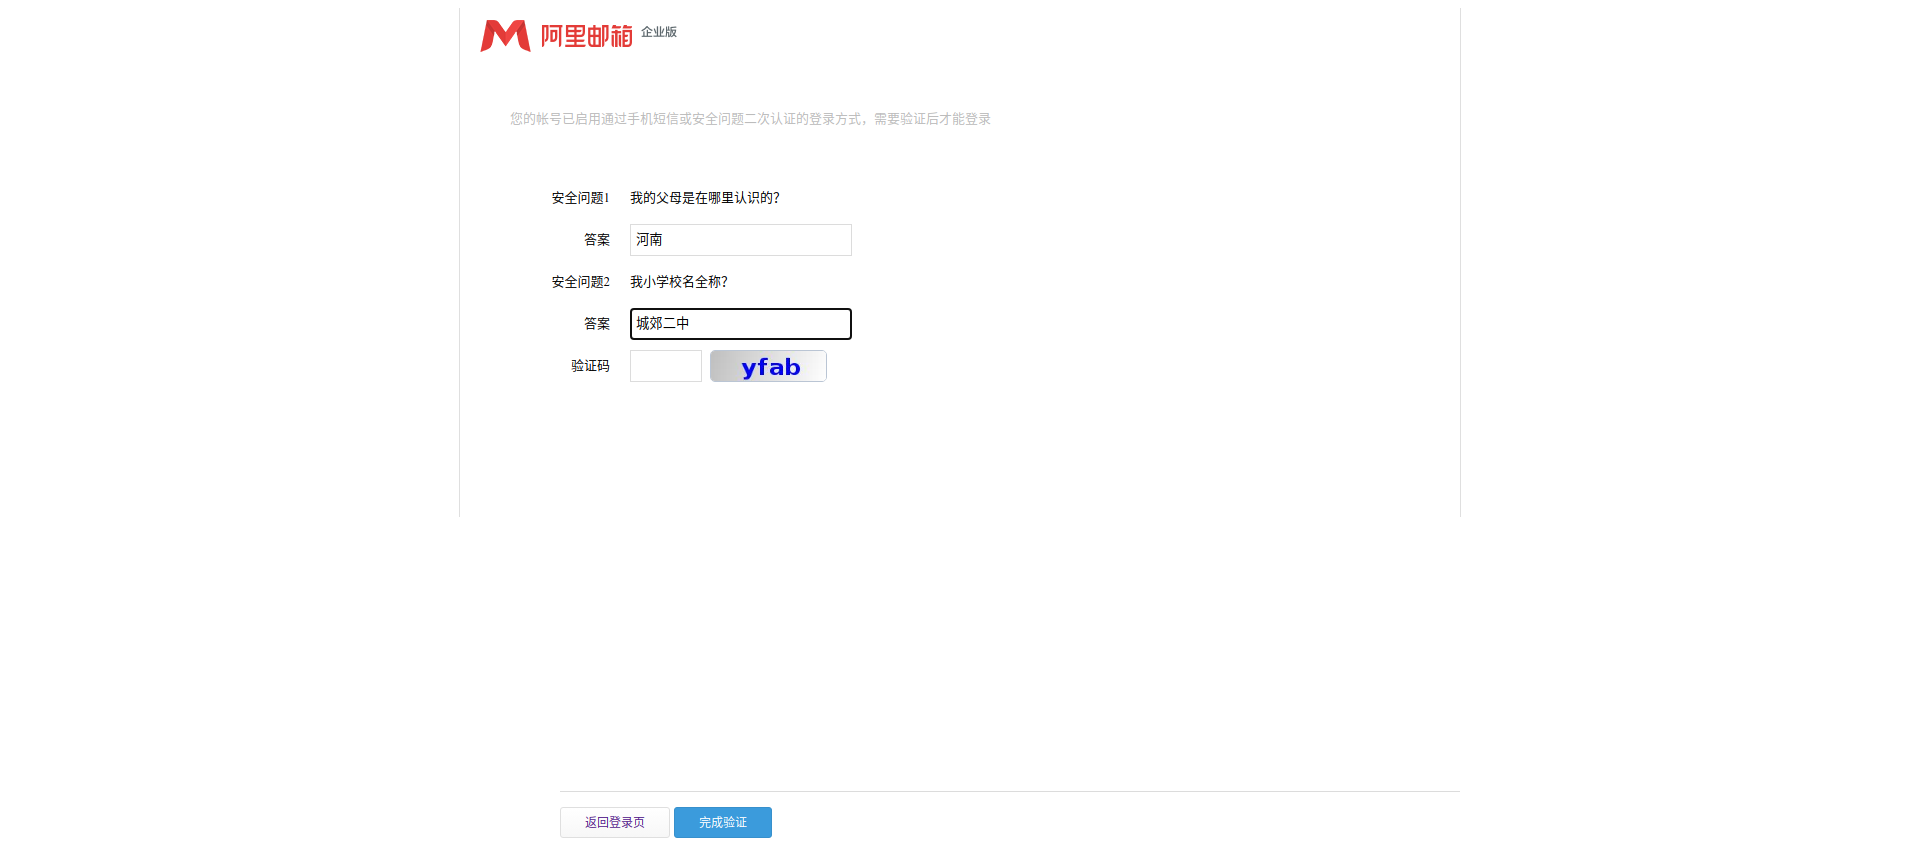 阿里邮箱 企业版
您的帐号已启用通过手机短信或安全问题二次认证的登录方式，需要验证后才能登录
安全问题1 我的父母是在哪里认识的?
答案 河南
安全问题2 我小学校名全称?
答案 城郊二中
验证码 yfab
返回登录页 完成验证